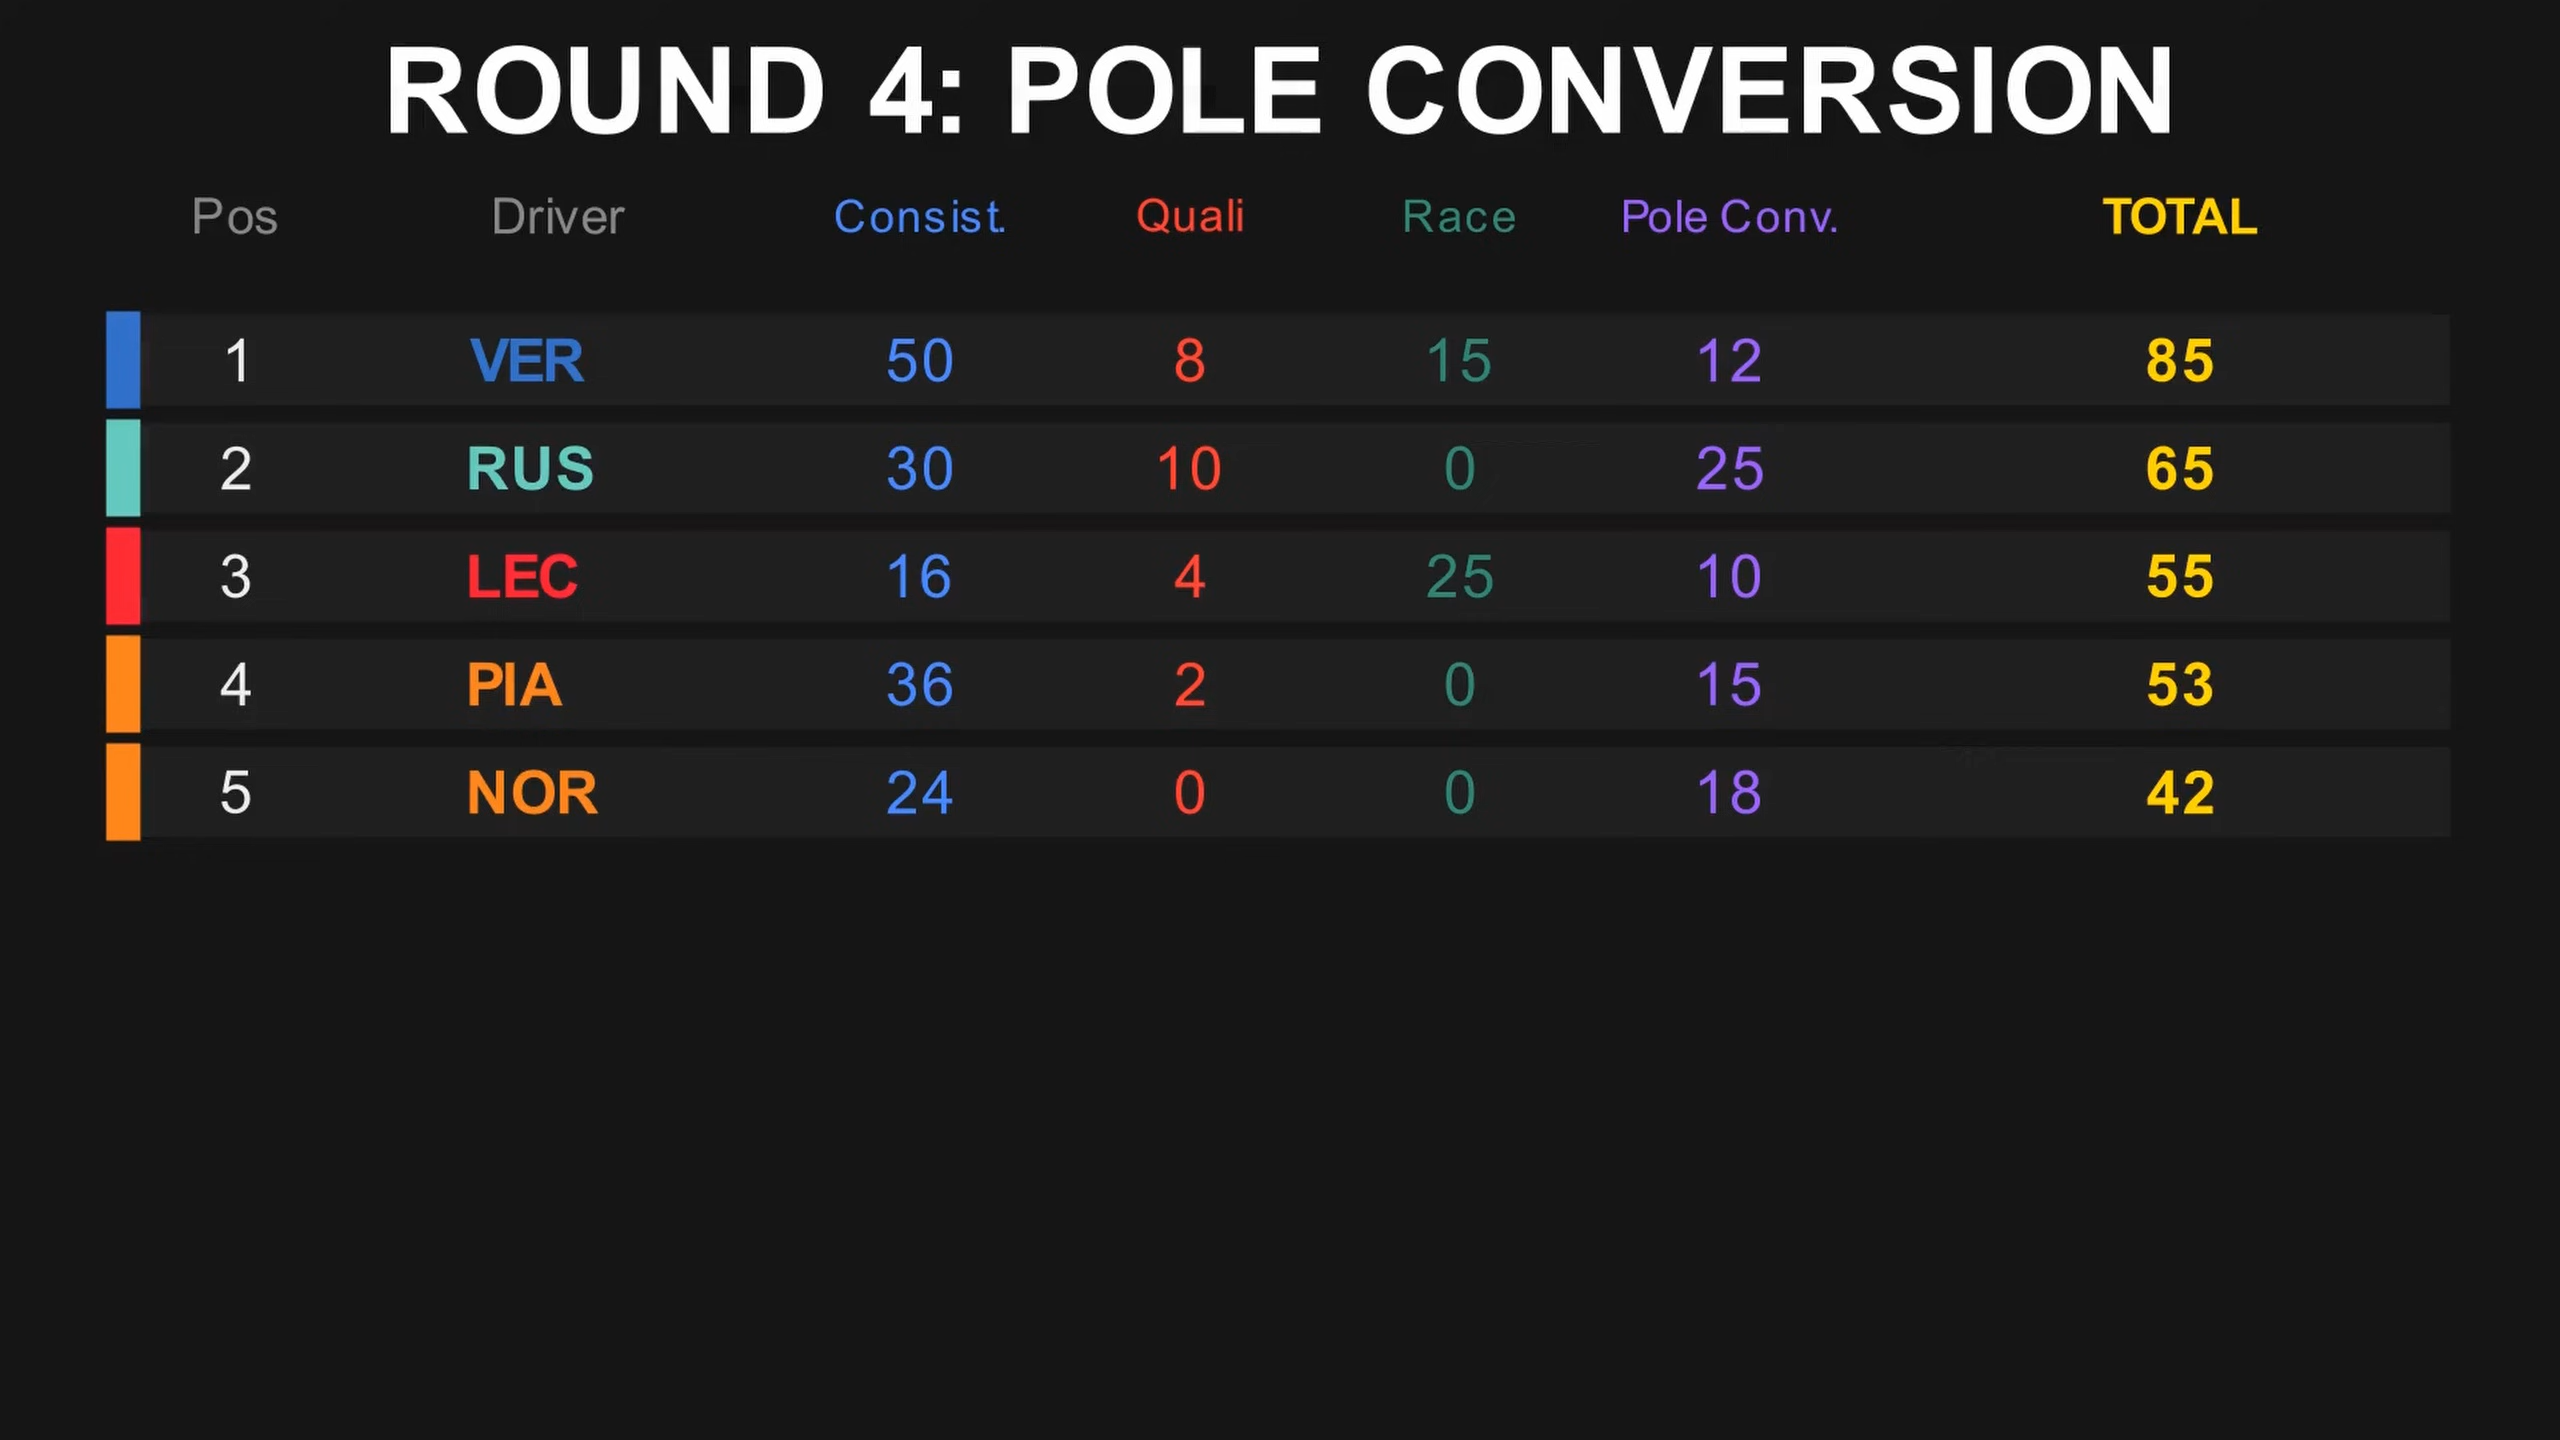 ROUND 4: POLE CONVERSION
Pos Driver Consist. Quali Race Pole Conv. TOTAL
1 VER 50 8 15 12 85
2 RUS 30 10 0 25 65
3 LEC 16 4 25 10 55
4 PIA 36 2 0 15 53
5 NOR 24 0 0 18 42